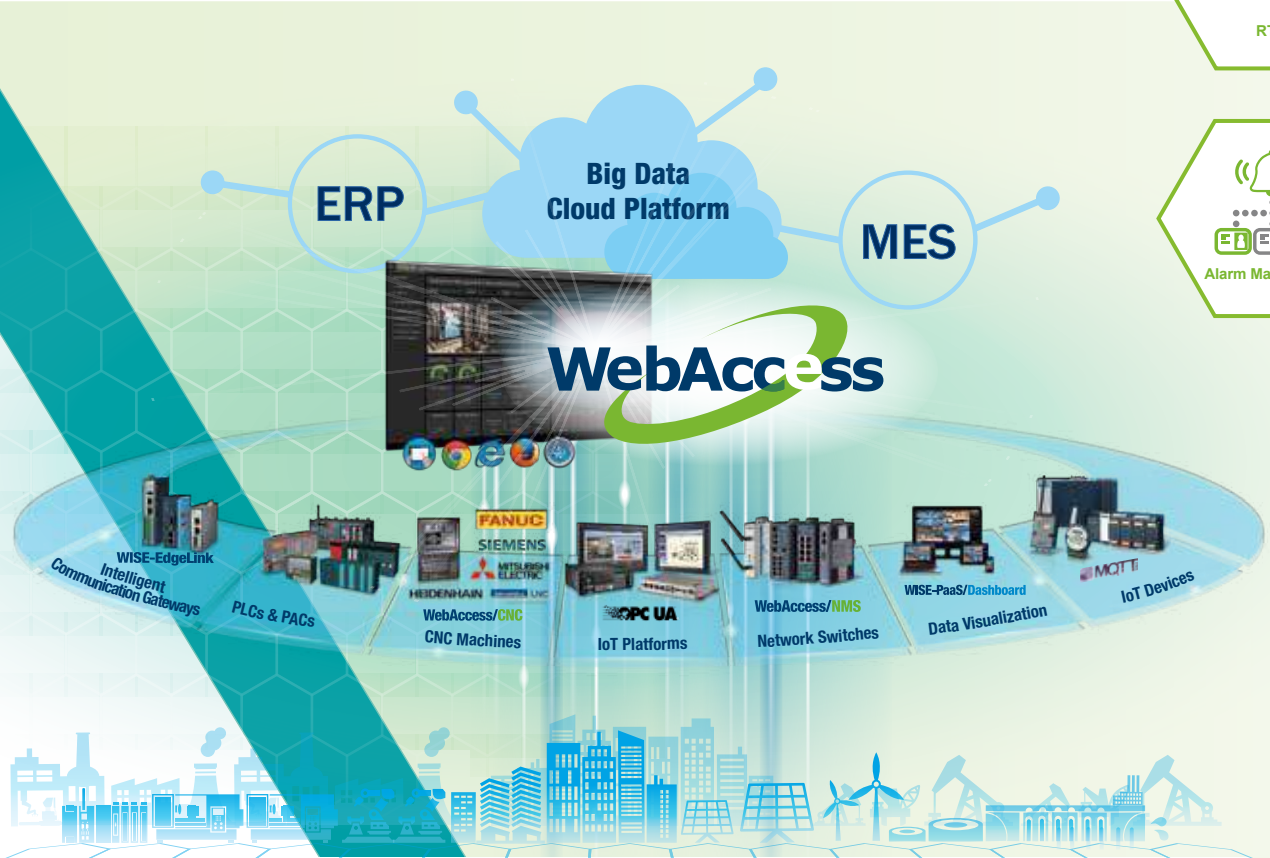 RT
ERP
Big Data
Cloud Platform
MES
Alarm Ma
WebAccess
WISE-EdgeLink
Intelligent
Communication Gateways
PLCs & PACs
FANUC
SIEMENS
MITSUBISHI
ELECTRIC
HEIDENHAIN
WebAccess/CNC
CNC Machines
OPC UA
IoT Platforms
WebAccess/NMS
Network Switches
WISE-PaaS/Dashboard
Data Visualization
MQTT
IoT Devices